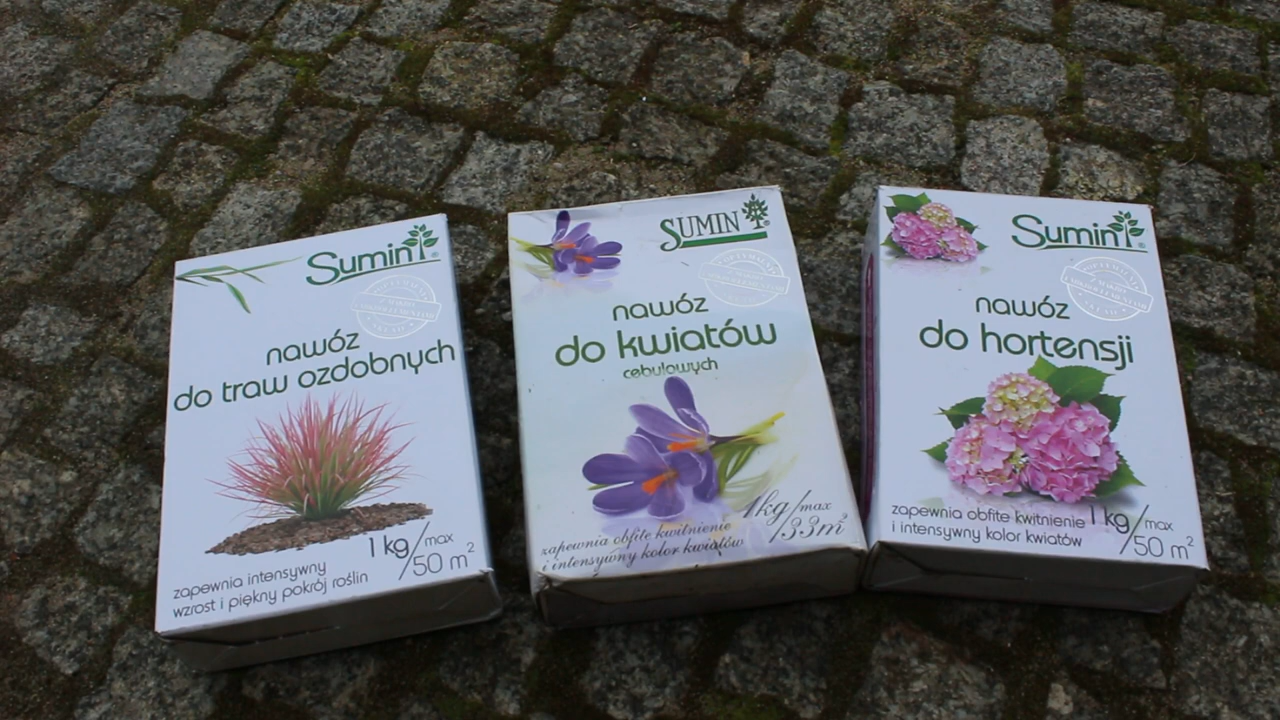 Sumin®
nawóz
do traw ozdobnych
1 kg/max
50 m²
zapewnia intensywny
wzrost i piękny pokrój roślin
SUMIN®
nawóz
do kwiatów
cebulowych
1kg/max
33m²
zapewnia obfite kwitnienie
i intensywny kolor kwiatów
Sumin®
nawóz
do hortensji
zapewnia obfite kwitnienie
i intensywny kolor kwiatów
1 kg/max
50 m²